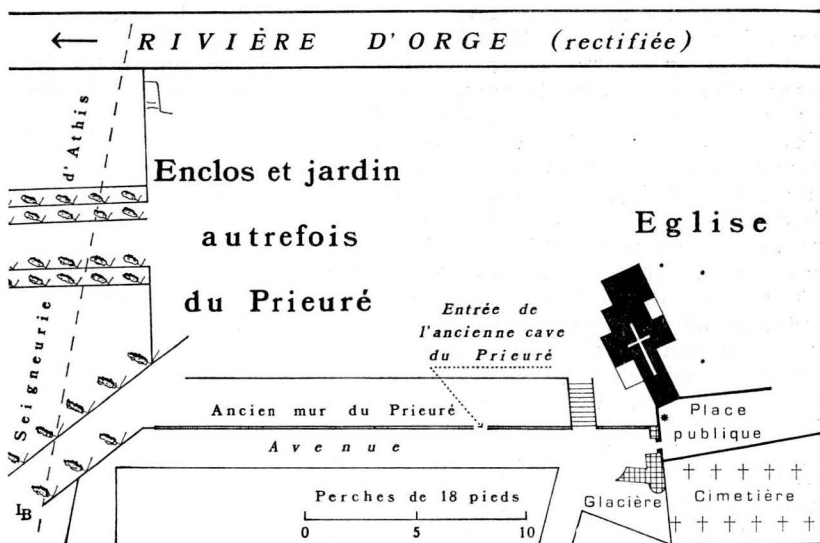 ← RIVIÈRE D'ORGE (rectifiée)
Seigneurie d'Athis
Enclos et jardin
autrefois
du Prieuré
Eglise
Entrée de
l'ancienne cave
du Prieuré
Ancien mur du Prieuré
Avenue
Place
publique
Perches de 18 pieds
0 5 10
Glacière
Cimetière
LB